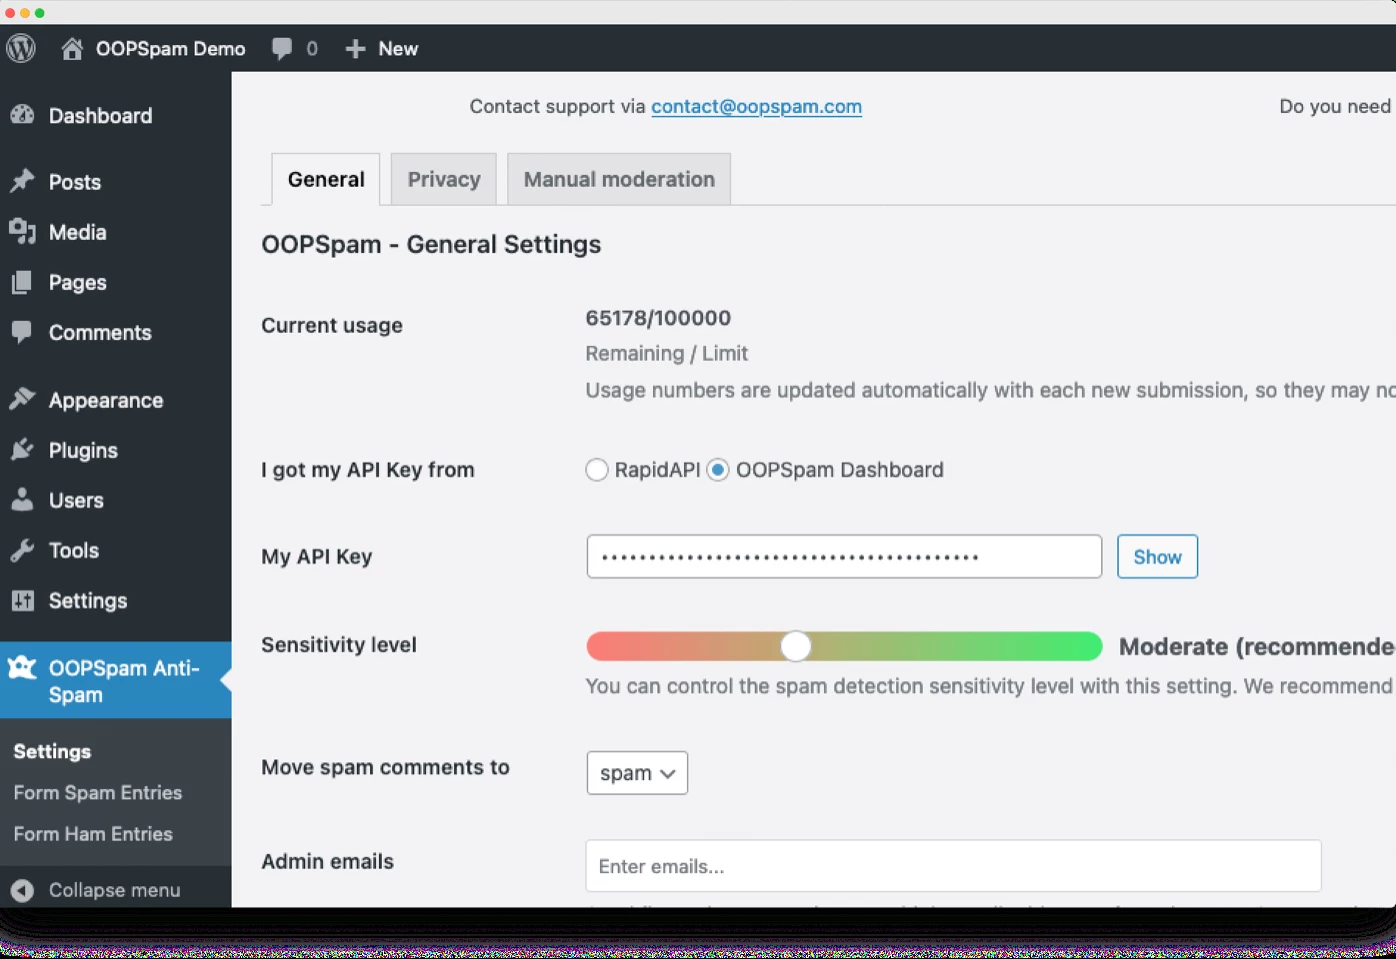 OOPSpam Demo 0 New
Dashboard
Posts
Media
Pages
Comments
Appearance
Plugins
Users
Tools
Settings
OOPSpam Anti-
Spam
Settings
Form Spam Entries
Form Ham Entries
Collapse menu
Contact support via contact@oopspam.com
Do you need
General Privacy Manual moderation
OOPSpam - General Settings
Current usage
65178/100000
Remaining / Limit
Usage numbers are updated automatically with each new submission, so they may
I got my API Key from
RapidAPI OOPSpam Dashboard
My API Key
Show
Sensitivity level
Moderate (recommende
You can control the spam detection sensitivity level with this setting. We recommend
Move spam comments to
spam
Admin emails
Enter emails...